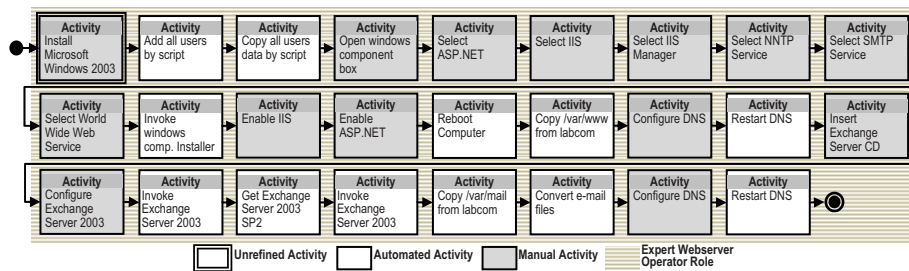 Activity
Install
Microsoft
Windows 2003
Activity
Add all users
by script
Activity
Copy all users
data by script
Activity
Open windows
component
box
Activity
Select
ASP.NET
Activity
Select IIS
Activity
Select IIS
Manager
Activity
Select NNTP
Service
Activity
Select SMTP
Service
Activity
Select World
Wide Web
Service
Activity
Invoke
windows
comp. Installer
Activity
Enable IIS
Activity
Enable
ASP.NET
Activity
Reboot
Computer
Activity
Copy /var/www
from labcom
Activity
Configure DNS
Activity
Restart DNS
Activity
Insert
Exchange
Server CD
Activity
Configure
Exchange
Server 2003
Activity
Invoke
Exchange
Server 2003
Activity
Get Exchange
Server 2003
SP2
Activity
Invoke
Exchange
Server 2003
Activity
Copy /var/mail
from labcom
Activity
Convert e-mail
files
Activity
Configure DNS
Activity
Restart DNS
Unrefined Activity
Automated Activity
Manual Activity
Expert Webserver
Operator Role